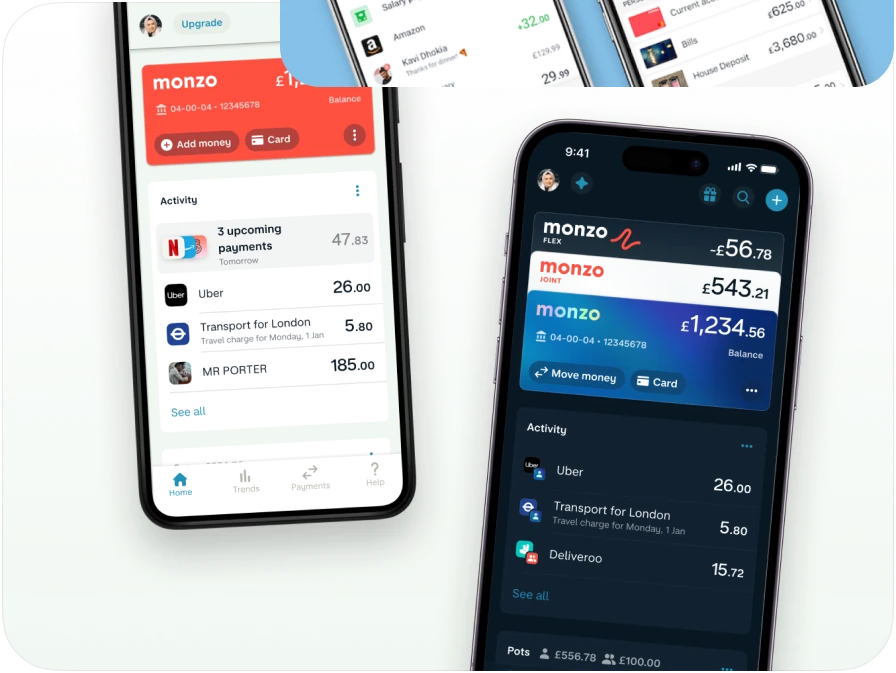 Upgrade
monzo
04-00-04 • 12345678
Balance
Add money
Card
Activity
3 upcoming
payments
47.83
Tomorrow
Uber
26.00
Transport for London
5.80
Travel charge for Monday, 1 Jan
MR PORTER
185.00
See all
Home
Trends
Payments
Help
Amazon
+32.00
Kavi Dhokia
Thanks for dinner!
£129.99
29.99
£625.00
Bills
House Deposit
£3,680.00
9:41
monzo
FLEX
-£56.78
monzo
JOINT
£543.21
monzo
£1,234.56
04-00-04 • 12345678
Balance
Move money
Card
Activity
Uber
Uber
26.00
Transport for London
5.80
Travel charge for Monday, 1 Jan
Deliveroo
15.72
See all
Pots
£556.78
£100.00